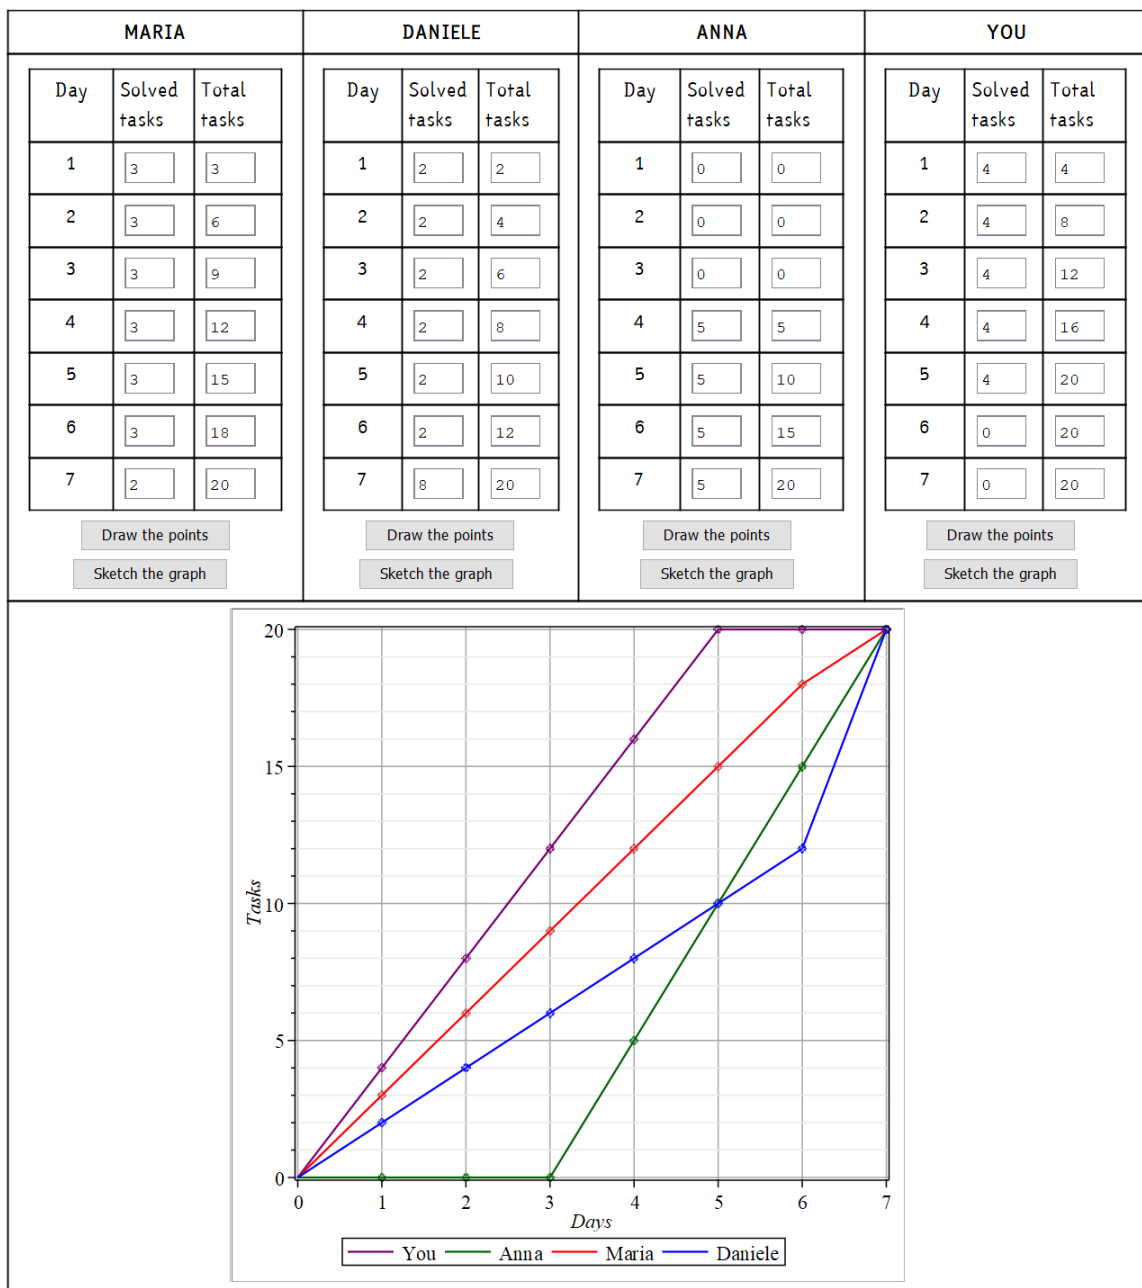 MARIA DANIELE ANNA YOU
Day Solved tasks Total tasks Day Solved tasks Total tasks Day Solved tasks Total tasks Day Solved tasks Total tasks
1 3 3 1 2 2 1 0 0 1 4 4
2 3 6 2 2 4 2 0 0 2 4 8
3 3 9 3 2 6 3 0 0 3 4 12
4 3 12 4 2 8 4 5 5 4 4 16
5 3 15 5 2 10 5 5 10 5 4 20
6 3 18 6 2 12 6 5 15 6 0 20
7 2 20 7 8 20 7 5 20 7 0 20
Draw the points Draw the points Draw the points Draw the points
Sketch the graph Sketch the graph Sketch the graph Sketch the graph
20
15
10
5
0
Tasks
0 1 2 3 4 5 6 7
Days
You Anna Maria Daniele